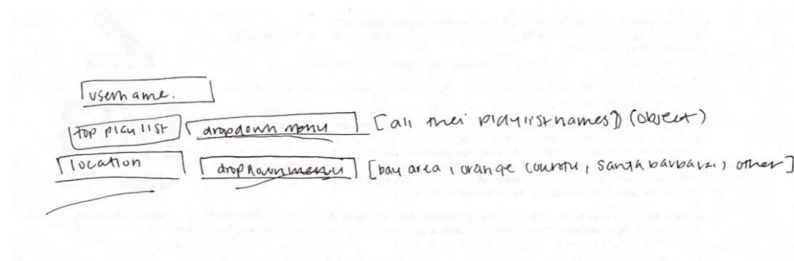 username.
top playlist dropdown menu [all their playlist names] (object)
location dropdown menu [bay area, orange county, santa barbara, other]